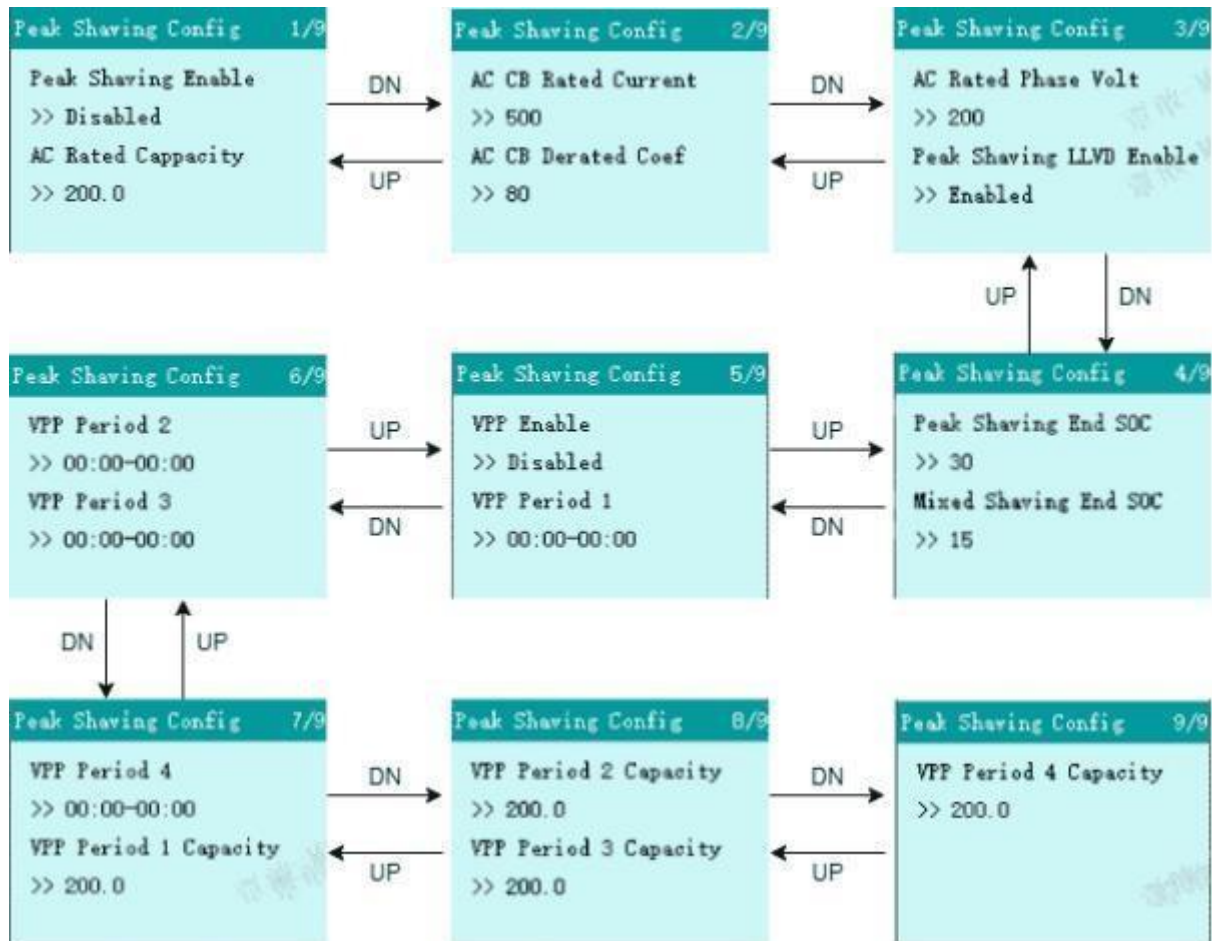 Peak Shaving Config 1/9
Peak Shaving Enable
>> Disabled
AC Rated Cappacity
>> 200.0
DN
UP
Peak Shaving Config 2/9
AC CB Rated Current
>> 500
AC CB Derated Coef
>> 80
DN
UP
Peak Shaving Config 3/9
AC Rated Phase Volt
>> 200
Peak Shaving LLVD Enable
>> Enabled
UP
DN
Peak Shaving Config 6/9
VPP Period 2
>> 00:00-00:00
VPP Period 3
>> 00:00-00:00
UP
DN
Peak Shaving Config 5/9
VPP Enable
>> Disabled
VPP Period 1
>> 00:00-00:00
UP
DN
Peak Shaving Config 4/9
Peak Shaving End SOC
>> 30
Mixed Shaving End SOC
>> 15
DN
UP
Peak Shaving Config 7/9
VPP Period 4
>> 00:00-00:00
VPP Period 1 Capacity
>> 200.0
DN
UP
Peak Shaving Config 8/9
VPP Period 2 Capacity
>> 200.0
VPP Period 3 Capacity
>> 200.0
DN
UP
Peak Shaving Config 9/9
VPP Period 4 Capacity
>> 200.0